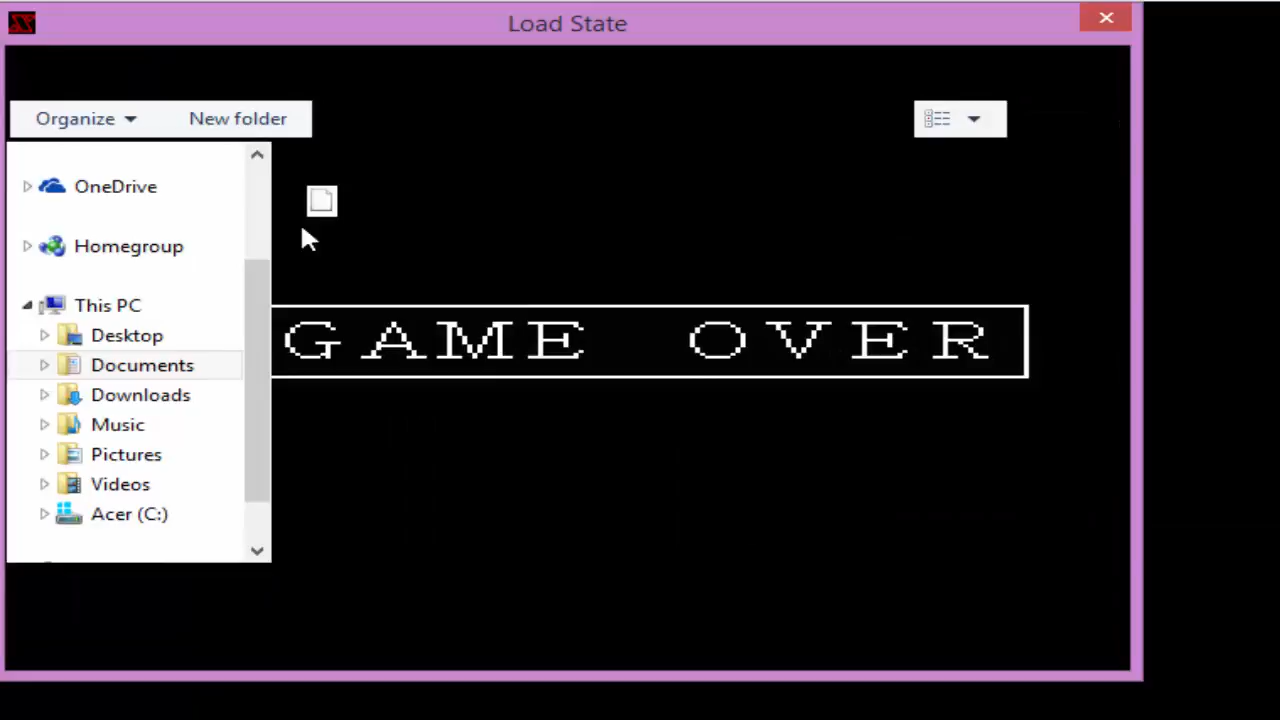 Load State
Organize
New folder
OneDrive
Homegroup
This PC
Desktop
Documents
Downloads
Music
Pictures
Videos
Acer (C:)
GAME OVER